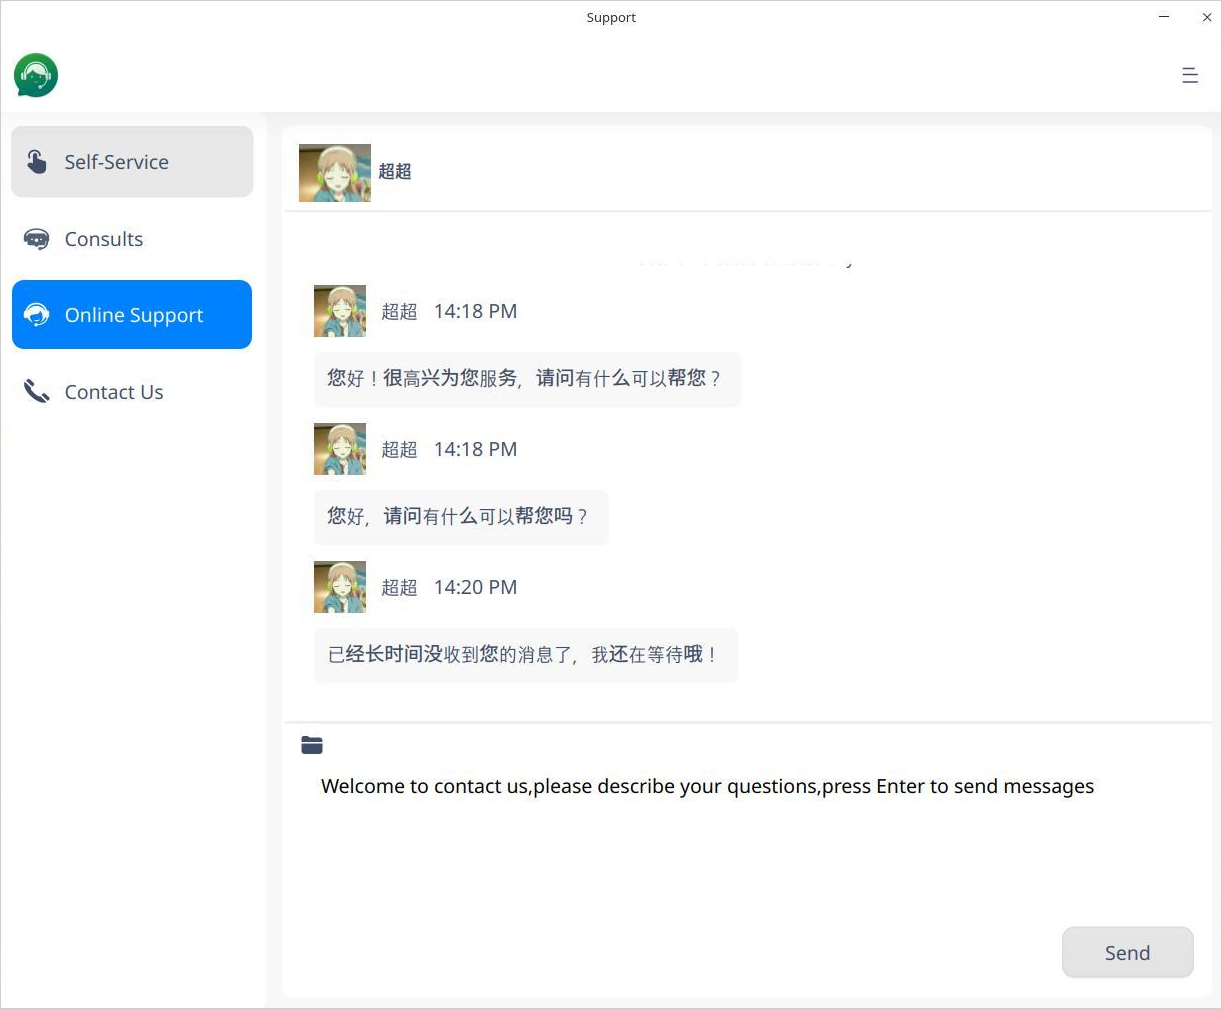 Support
Self-Service
Consults
Online Support
Contact Us
超超
超超 14:18 PM
您好！很高兴为您服务，请问有什么可以帮您？
超超 14:18 PM
您好，请问有什么可以帮您吗？
超超 14:20 PM
已经长时间没收到您的消息了，我还在等待哦！
Welcome to contact us,please describe your questions,press Enter to send messages
Send